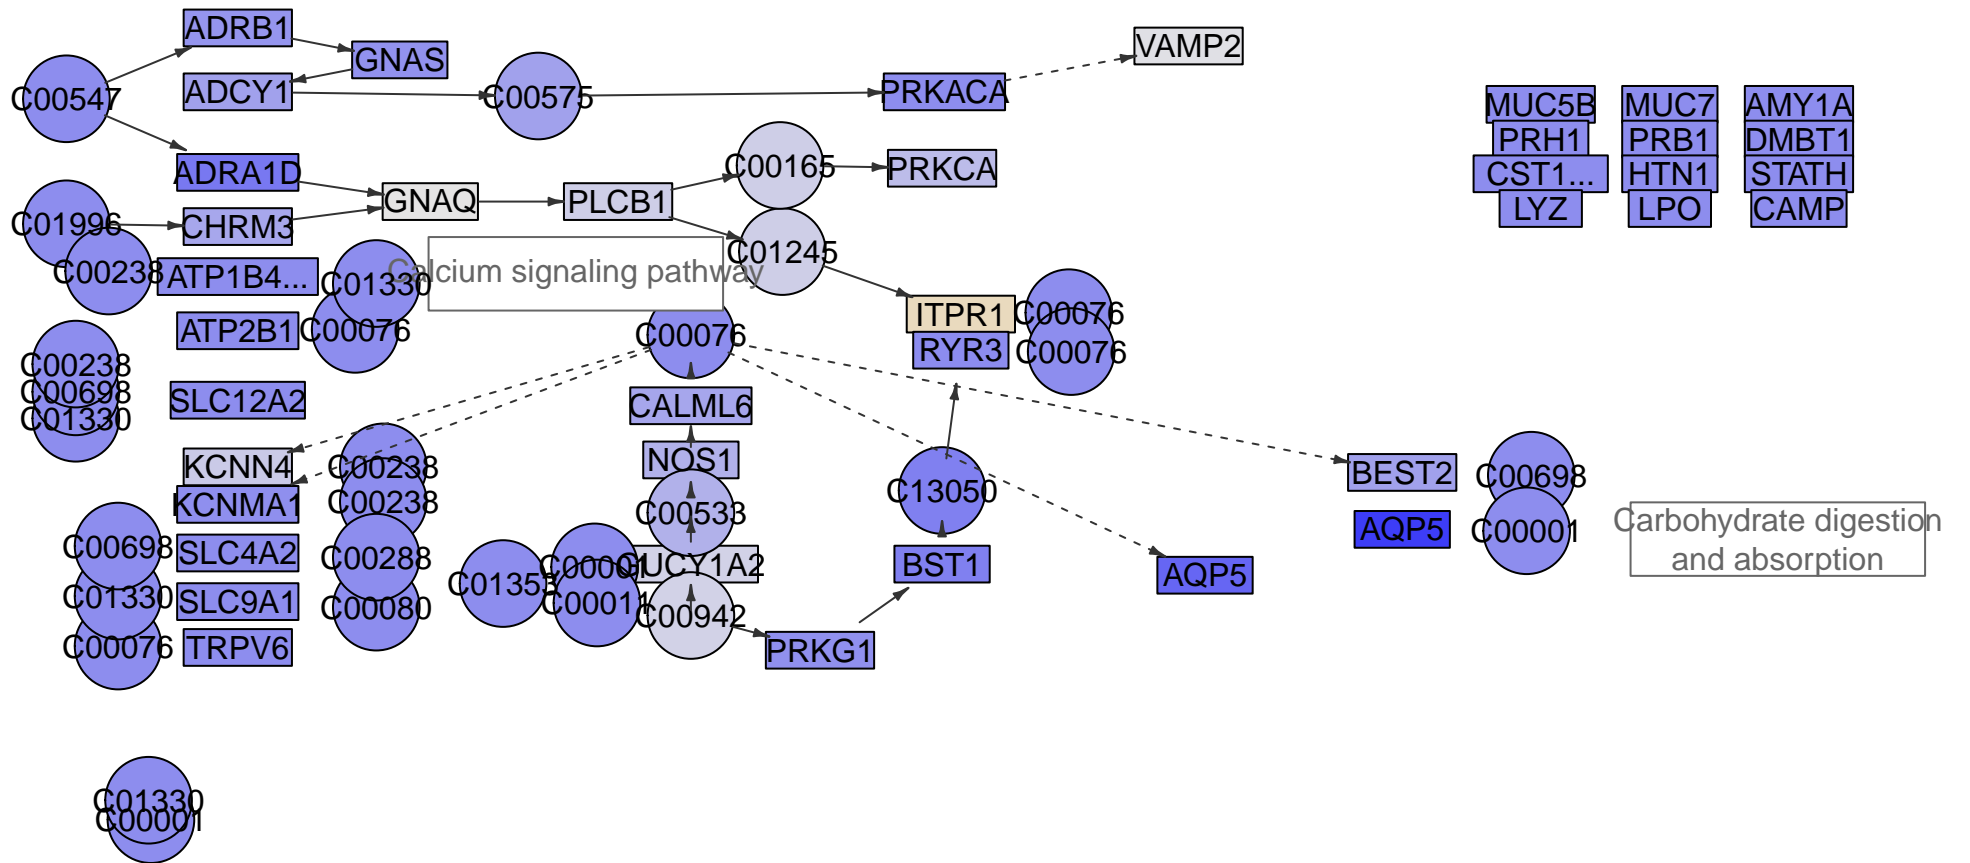 ADRB1
GNAS
VAMP2
C00547
ADCY1
C00575
PRKACA
MUC5B
MUC7
AMY1A
PRH1
PRB1
DMBT1
ADRA1D
C00165
PRKCA
CST1...
HTN1
STATH
GNAQ
PLCB1
LYZ
LPO
CAMP
C01996
CHRM3
C01245
C00238
ATP1B4...
C01330
Calcium signaling pathway
ITPR1
C00076
ATP2B1
C00076
C00076
RYR3
C00076
C00238
C00698
C01330
SLC12A2
CALML6
KCNN4
C00238
NOS1
BEST2
C00698
KCNMA1
C00238
C00533
C13050
AQP5
C00001
Carbohydrate digestion
and absorption
C00698
SLC4A2
C00288
C01353
C00001
GUCY1A2
BST1
AQP5
C01330
SLC9A1
C00080
C00011
C00942
C00076
TRPV6
PRKG1
C01330
C00001